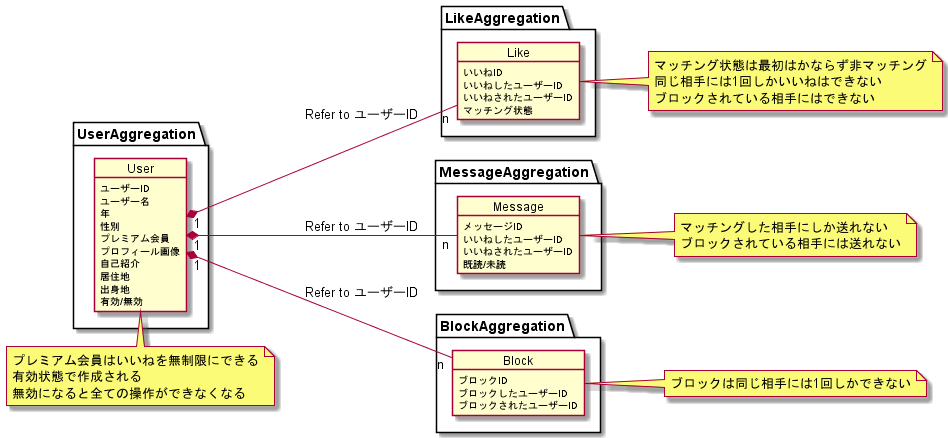 UserAggregation
User
ユーザーID
ユーザー名
年
性別
プレミアム会員
プロフィール画像
自己紹介
居住地
出身地
有効/無効
プレミアム会員はいいねを無制限にできる
有効状態で作成される
無効になると全ての操作ができなくなる
Refer to ユーザーID
1
n
Refer to ユーザーID
1
n
Refer to ユーザーID
1
n
LikeAggregation
Like
いいねID
いいねしたユーザーID
いいねされたユーザーID
マッチング状態
マッチング状態は最初はかならず非マッチング
同じ相手には1回しかいいねはできない
ブロックされている相手にはできない
MessageAggregation
Message
メッセージID
いいねしたユーザーID
いいねされたユーザーID
既読/未読
マッチングした相手にしか送れない
ブロックされている相手には送れない
BlockAggregation
Block
ブロックID
ブロックしたユーザーID
ブロックされたユーザーID
ブロックは同じ相手には1回しかできない